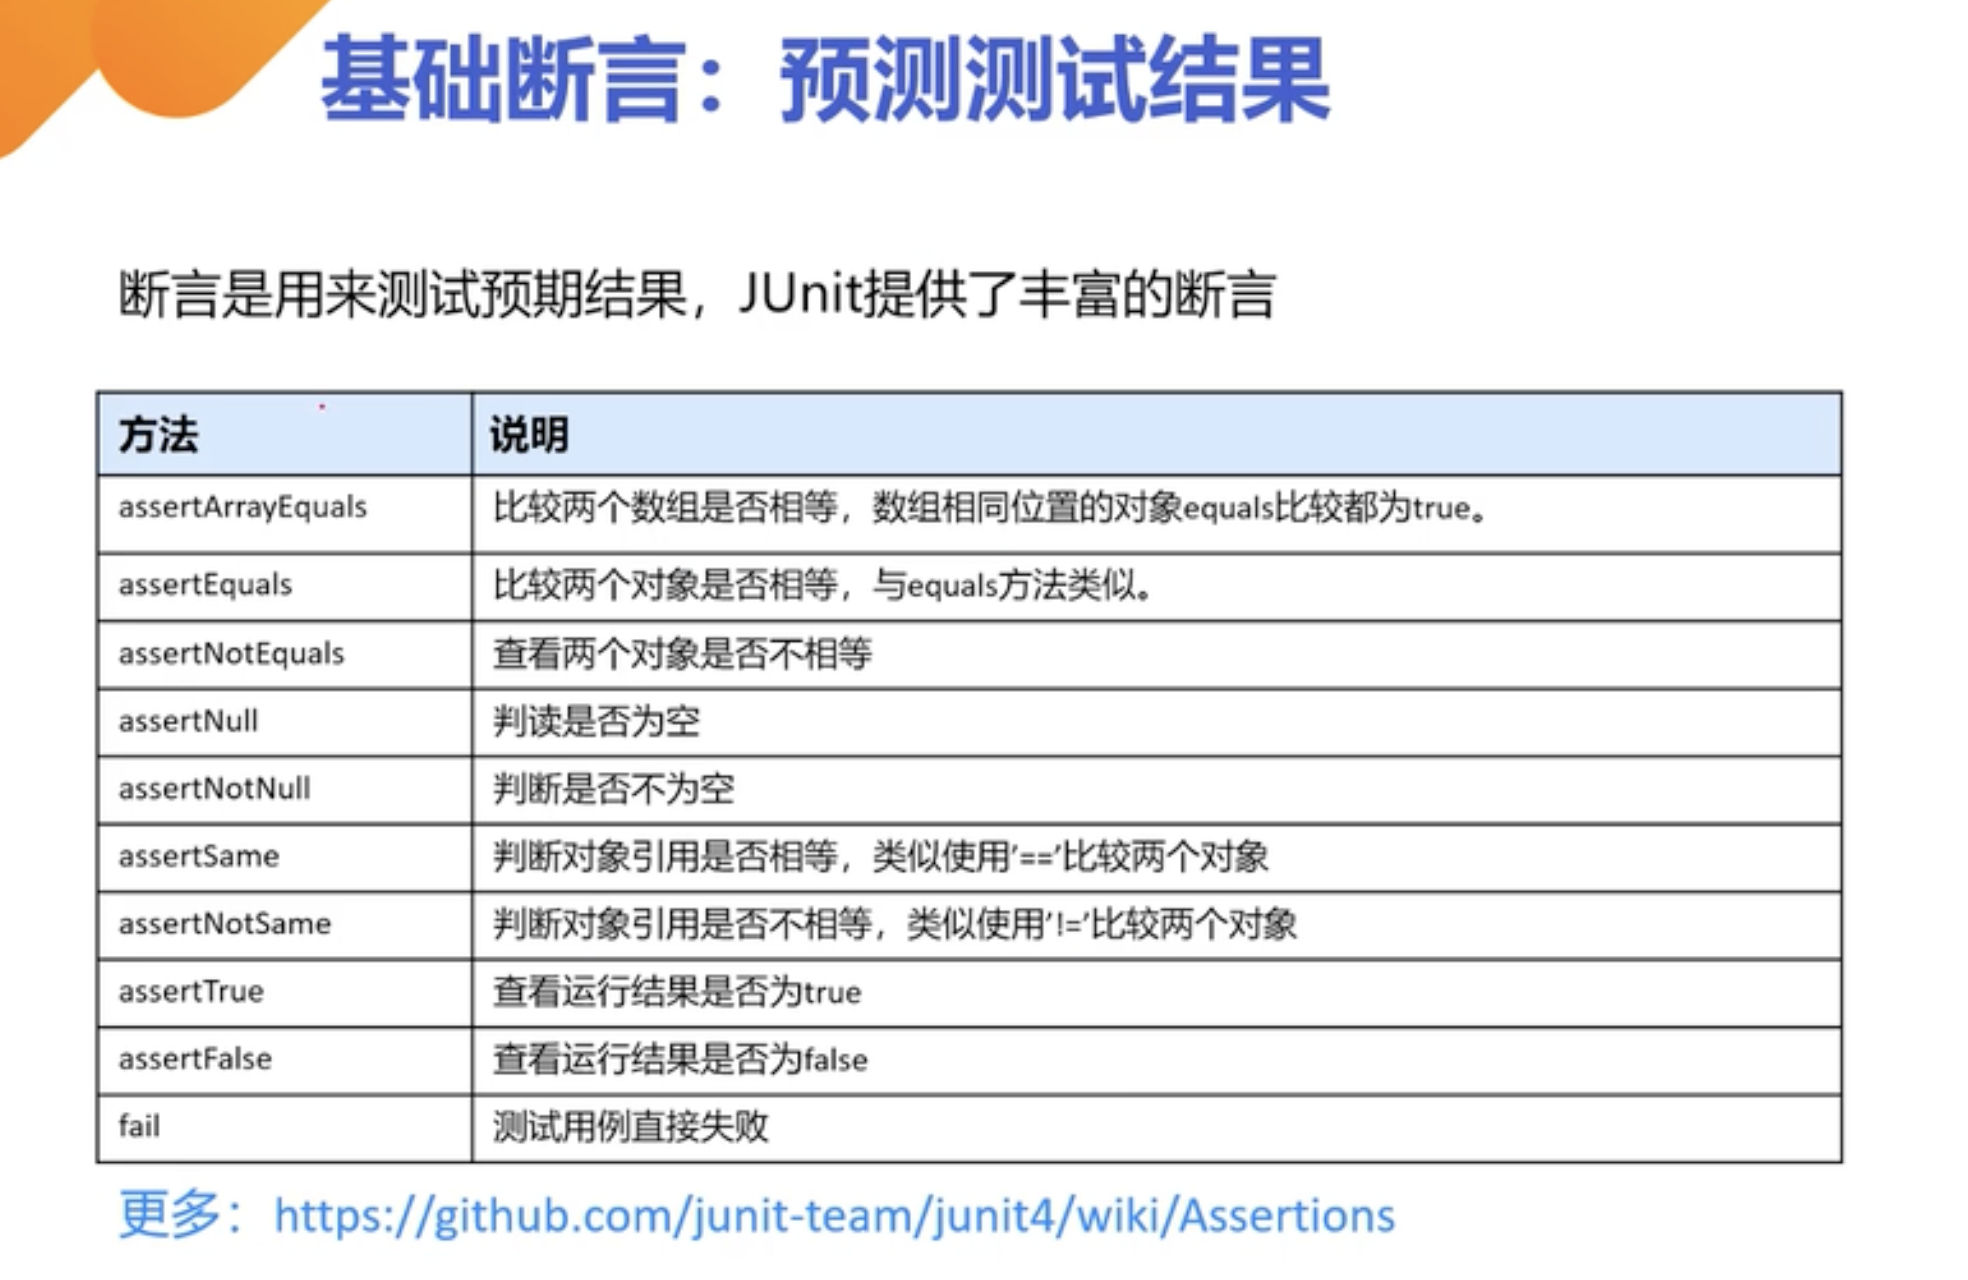 基础断言：预测测试结果
断言是用来测试预期结果，JUnit提供了丰富的断言
方法 说明
assertArrayEquals 比较两个数组是否相等，数组相同位置的对象equals比较都为true。
assertEquals 比较两个对象是否相等，与equals方法类似。
assertNotEquals 查看两个对象是否不相等
assertNull 判读是否为空
assertNotNull 判断是否不为空
assertSame 判断对象引用是否相等，类似使用'=='比较两个对象
assertNotSame 判断对象引用是否不相等，类似使用'!='比较两个对象
assertTrue 查看运行结果是否为true
assertFalse 查看运行结果是否为false
fail 测试用例直接失败
更多：https://github.com/junit-team/junit4/wiki/Assertions